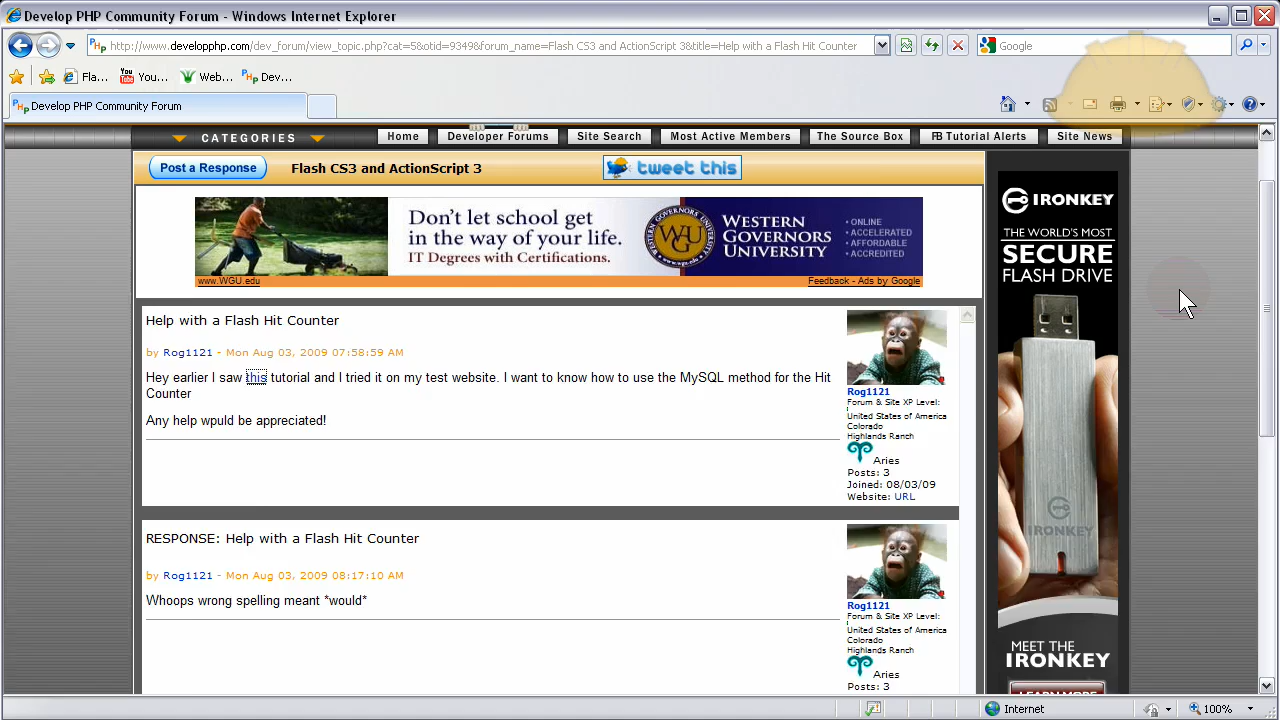 Develop PHP Community Forum - Windows Internet Explorer
http://www.developphp.com/dev_forum/view_topic.php?cat=5&otid=9349&forum_name=Flash CS3 and ActionScript 3&title=Help with a Flash Hit Counter
Google
Fla...
You...
Web...
Dev...
Develop PHP Community Forum
CATEGORIES
Home
Developer Forums
Site Search
Most Active Members
The Source Box
FB Tutorial Alerts
Site News
Post a Response
Flash CS3 and ActionScript 3
tweet this
Don't let school get
in the way of your life.
IT Degrees with Certifications.
WGU
WESTERN
GOVERNORS
UNIVERSITY
• ONLINE
• ACCELERATED
• AFFORDABLE
• ACCREDITED
www.WGU.edu
Feedback - Ads by Google
IRONKEY
THE WORLD'S MOST
SECURE
FLASH DRIVE
IRONKEY
MEET THE
IRONKEY
LEARN MORE
Help with a Flash Hit Counter
by Rog1121 - Mon Aug 03, 2009 07:58:59 AM
Hey earlier I saw this tutorial and I tried it on my test website. I want to know how to use the MySQL method for the Hit
Counter
Any help wpuld be appreciated!
Rog1121
Forum & Site XP Level:
United States of America
Colorado
Highlands Ranch
Aries
Posts: 3
Joined: 08/03/09
Website: URL
RESPONSE: Help with a Flash Hit Counter
by Rog1121 - Mon Aug 03, 2009 08:17:10 AM
Whoops wrong spelling meant *would*
Rog1121
Forum & Site XP Level:
United States of America
Colorado
Highlands Ranch
Aries
Posts: 3
Internet
100%